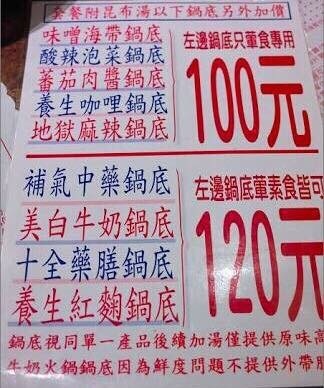 套餐附昆布湯以下鍋底另外加價
味噌海帶鍋底
酸辣泡菜鍋底
蕃茄肉醬鍋底
養生咖哩鍋底
地獄麻辣鍋底
左邊鍋底只葷食專用
100元
補氣中藥鍋底
美白牛奶鍋底
十全藥膳鍋底
養生紅麴鍋底
左邊鍋底葷素食皆可
120元
鍋底視同單一產品後續加湯僅提供原味高
牛奶火鍋鍋底因為鮮度問題不提供外帶服